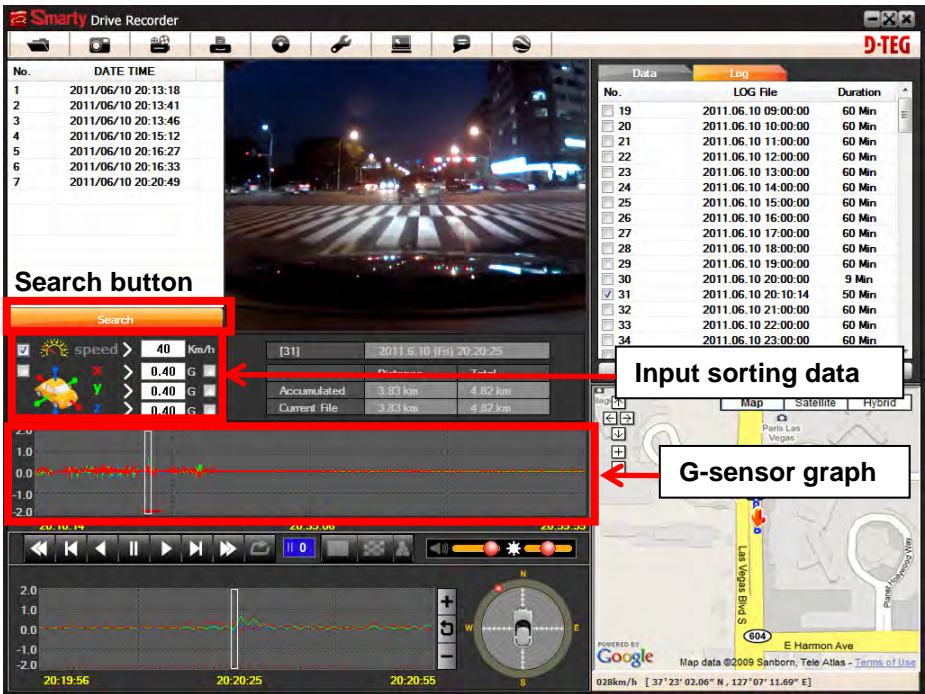 Smarty Drive Recorder
D-TEG
No. DATE TIME
1 2011/06/10 20:13:18
2 2011/06/10 20:13:41
3 2011/06/10 20:13:46
4 2011/06/10 20:15:12
5 2011/06/10 20:16:27
6 2011/06/10 20:16:33
7 2011/06/10 20:20:49
Data Log
No. LOG File Duration
19 2011.06.10 09:00:00 60 Min
20 2011.06.10 10:00:00 60 Min
21 2011.06.10 11:00:00 60 Min
22 2011.06.10 12:00:00 60 Min
23 2011.06.10 13:00:00 60 Min
24 2011.06.10 14:00:00 60 Min
25 2011.06.10 15:00:00 60 Min
26 2011.06.10 16:00:00 60 Min
27 2011.06.10 17:00:00 60 Min
28 2011.06.10 18:00:00 60 Min
29 2011.06.10 19:00:00 60 Min
30 2011.06.10 20:00:00 9 Min
31 2011.06.10 20:10:14 50 Min
32 2011.06.10 21:00:00 60 Min
33 2011.06.10 22:00:00 60 Min
34 2011.06.10 23:00:00 60 Min
Search button
Search
speed > 40 Km/h
x > 0.40 G
y > 0.40 G
z > 0.40 G
[31] 2011.6.10 (Fri) 20:20:25
Distance Total
Accumulated 3.83 km 4.82 km
Current File 3.83 km 4.82 km
Input sorting data
G-sensor graph
2.0
1.0
0.0
-1.0
-2.0
20:10:14 20:35:06 20:59:55
II 0
2.0
1.0
0.0
-1.0
-2.0
20:19:56 20:20:25 20:20:55
N
W E
S
Map Satellite Hybrid
Paris Las
Vegas
Las Vegas Blvd S
Planet Hollywood Way
604
E Harmon Ave
POWERED BY
Google
Map data ©2009 Sanborn, Tele Atlas - Terms of Use
028km/h [ 37°23' 02.06" N , 127°07' 11.69" E]